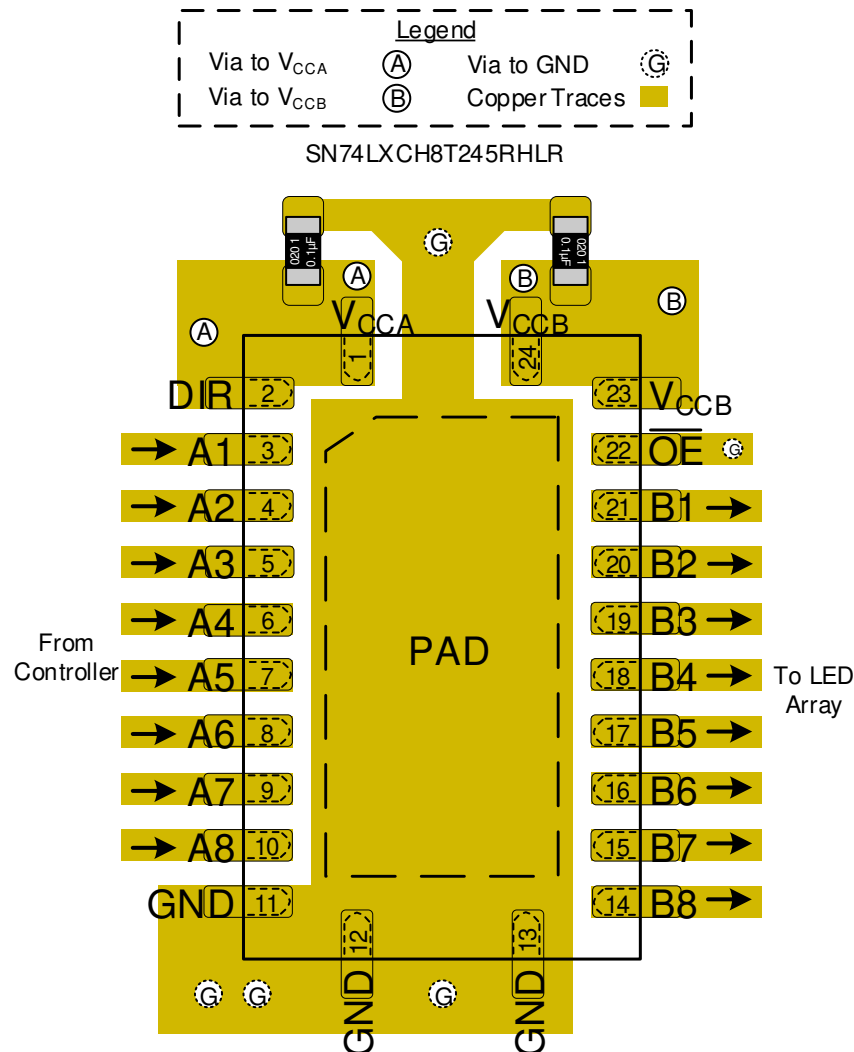 Legend
Via to VCCA A Via to GND G
Via to VCCB B Copper Traces
SN74LXCH8T245RHLR
0201
0.1µF
0201
0.1µF
G
A
B
A
B
VCCA
VCCB
1
24
DIR 2
23 VCCB
A1 3
22 OE G
A2 4
21 B1
A3 5
20 B2
A4 6
19 B3
From
Controller
A5 7
PAD
18 B4
To LED
Array
A6 8
17 B5
A7 9
16 B6
A8 10
15 B7
GND 11
14 B8
12
13
G G G
GND
GND